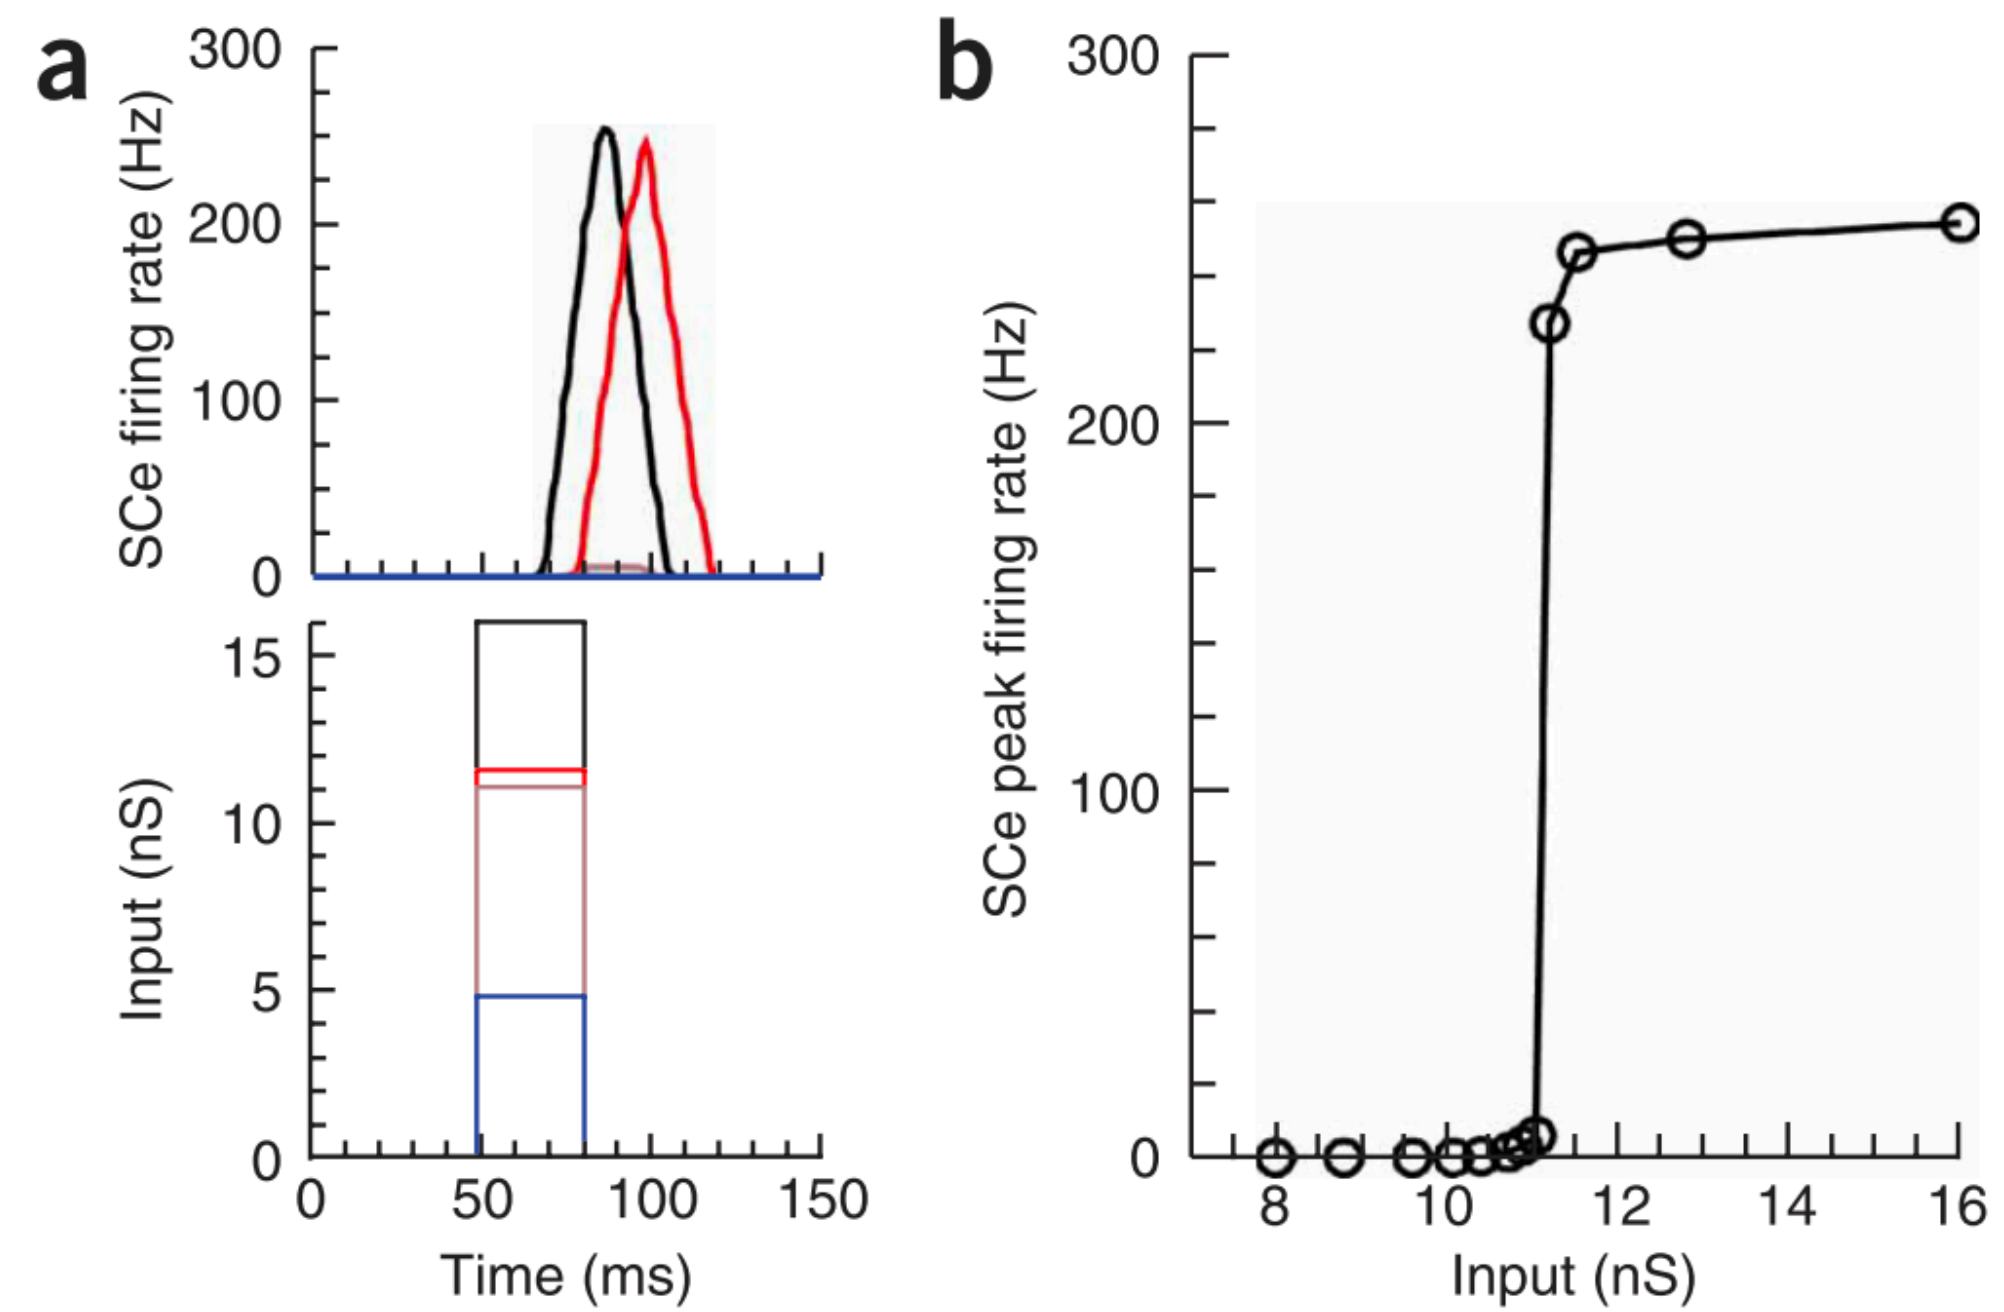 a
300
200
100
0
SCe firing rate (Hz)
15
10
5
0
Input (nS)
0 50 100 150
Time (ms)
b
300
200
100
0
SCe peak firing rate (Hz)
8 10 12 14 16
Input (nS)